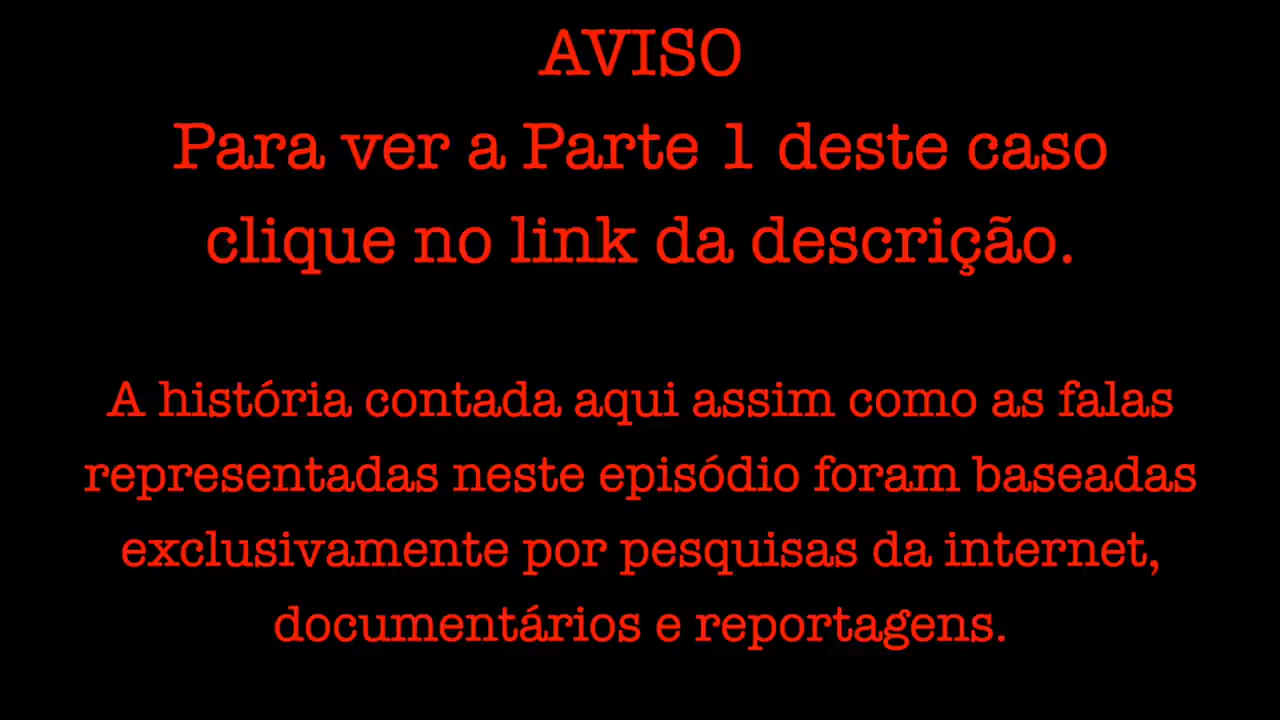 AVISO
Para ver a Parte 1 deste caso
clique no link da descrição.
A história contada aqui assim como as falas
representadas neste episódio foram baseadas
exclusivamente por pesquisas da internet,
documentários e reportagens.